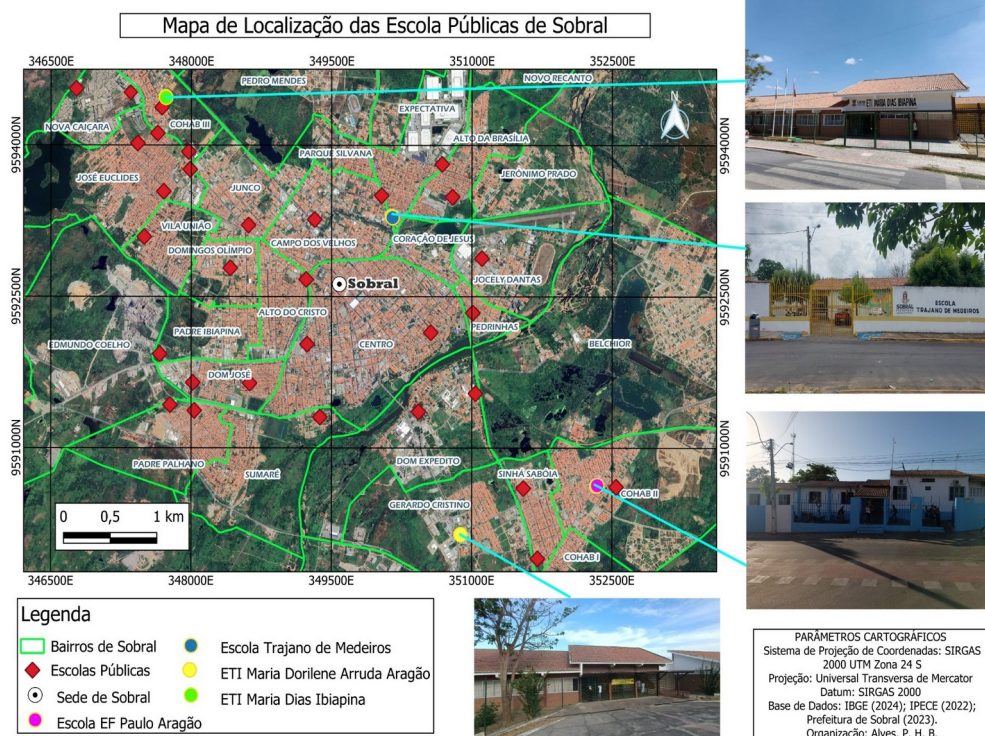 Mapa de Localização das Escola Públicas de Sobral
346500E 348000E 349500E 351000E 352500E
9594000N 9594000N
9592500N 9592500N
9591000N 9591000N
N
PEDRO MENDES
NOVO RECANTO
EXPECTATIVA
NOVA CAIÇARA
COHAB III
ALTO DA BRASÍLIA
PARQUE SILVANA
JOSÉ EUCLIDES
JERÔNIMO PRADO
JUNCO
VILA UNIÃO
DOMINGOS OLÍMPIO
CAMPO DOS VELHOS
CORAÇÃO DE JESUS
JOCELY DANTAS
Sobral
ALTO DO CRISTO
PEDRINHAS
PADRE IBIAPINA
EDMUNDO COELHO
CENTRO
BELCHIOR
DOM JOSÉ
PADRE PALHANO
SUMARÉ
DOM EXPEDITO
SINHÁ SABÓIA
COHAB II
GERARDO CRISTINO
COHAB I
0 0,5 1 km
346500E 348000E 349500E 351000E 352500E
ETI MARIA DIAS IBIAPINA
SOBRAL
ESCOLA
TRAJANO DE MEDEIROS
Legenda
Bairros de Sobral
Escolas Públicas
Sede de Sobral
Escola EF Paulo Aragão
Escola Trajano de Medeiros
ETI Maria Dorilene Arruda Aragão
ETI Maria Dias Ibiapina
PARÂMETROS CARTOGRÁFICOS
Sistema de Projeção de Coordenadas: SIRGAS
2000 UTM Zona 24 S
Projeção: Universal Transversa de Mercator
Datum: SIRGAS 2000
Base de Dados: IBGE (2024); IPECE (2022);
Prefeitura de Sobral (2023).
Organização: Alves, P. H. B.